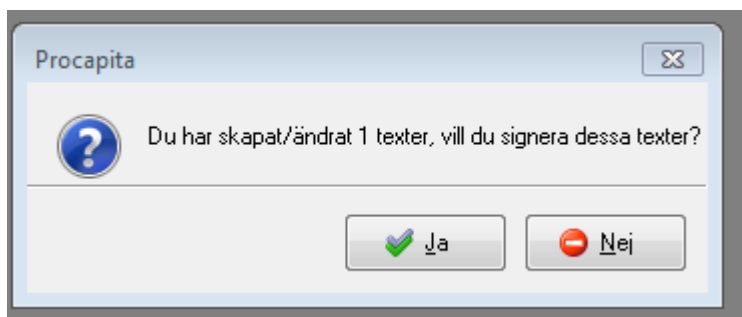 Procapita
Du har skapat/ändrat 1 texter, vill du signera dessa texter?
Ja
Nej